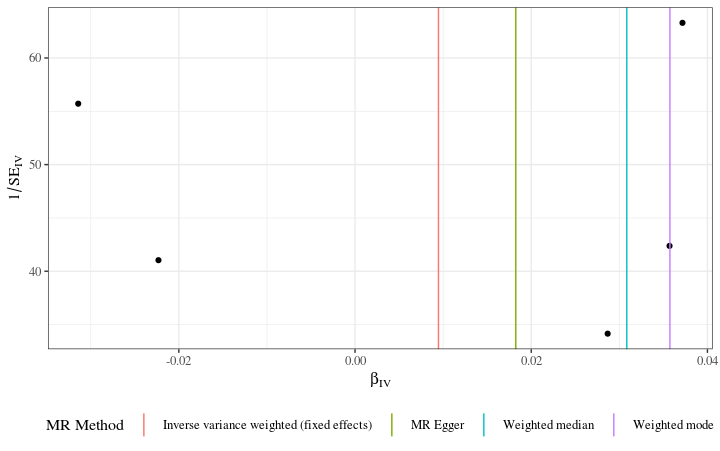 60
50
40
1/SE_IV
-0.02 0.00 0.02 0.04
β_IV
MR Method Inverse variance weighted (fixed effects) MR Egger Weighted median Weighted mode